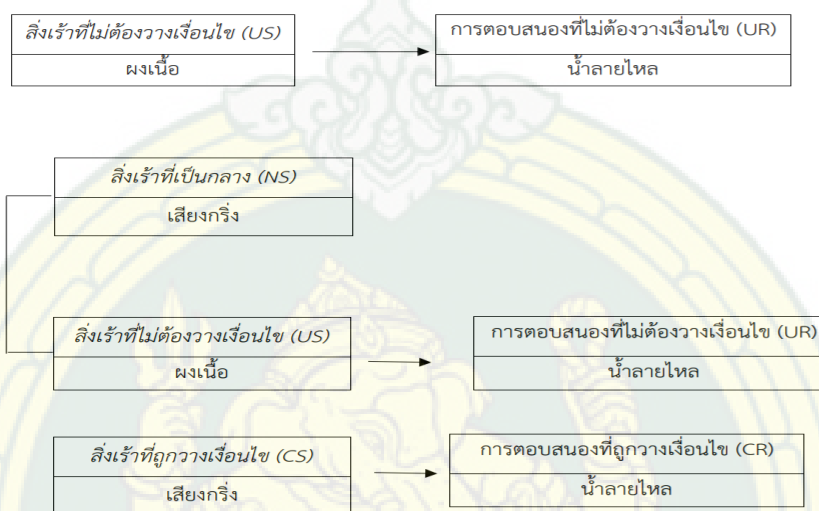 สิ่งเร้าที่ไม่ต้องวางเงื่อนไข (US)
การตอบสนองที่ไม่ต้องวางเงื่อนไข (UR)
ผงเนื้อ
น้ำลายไหล
สิ่งเร้าที่เป็นกลาง (NS)
เสียงกริ่ง
สิ่งเร้าที่ไม่ต้องวางเงื่อนไข (US)
การตอบสนองที่ไม่ต้องวางเงื่อนไข (UR)
ผงเนื้อ
น้ำลายไหล
สิ่งเร้าที่ถูกวางเงื่อนไข (CS)
การตอบสนองที่ถูกวางเงื่อนไข (CR)
เสียงกริ่ง
น้ำลายไหล